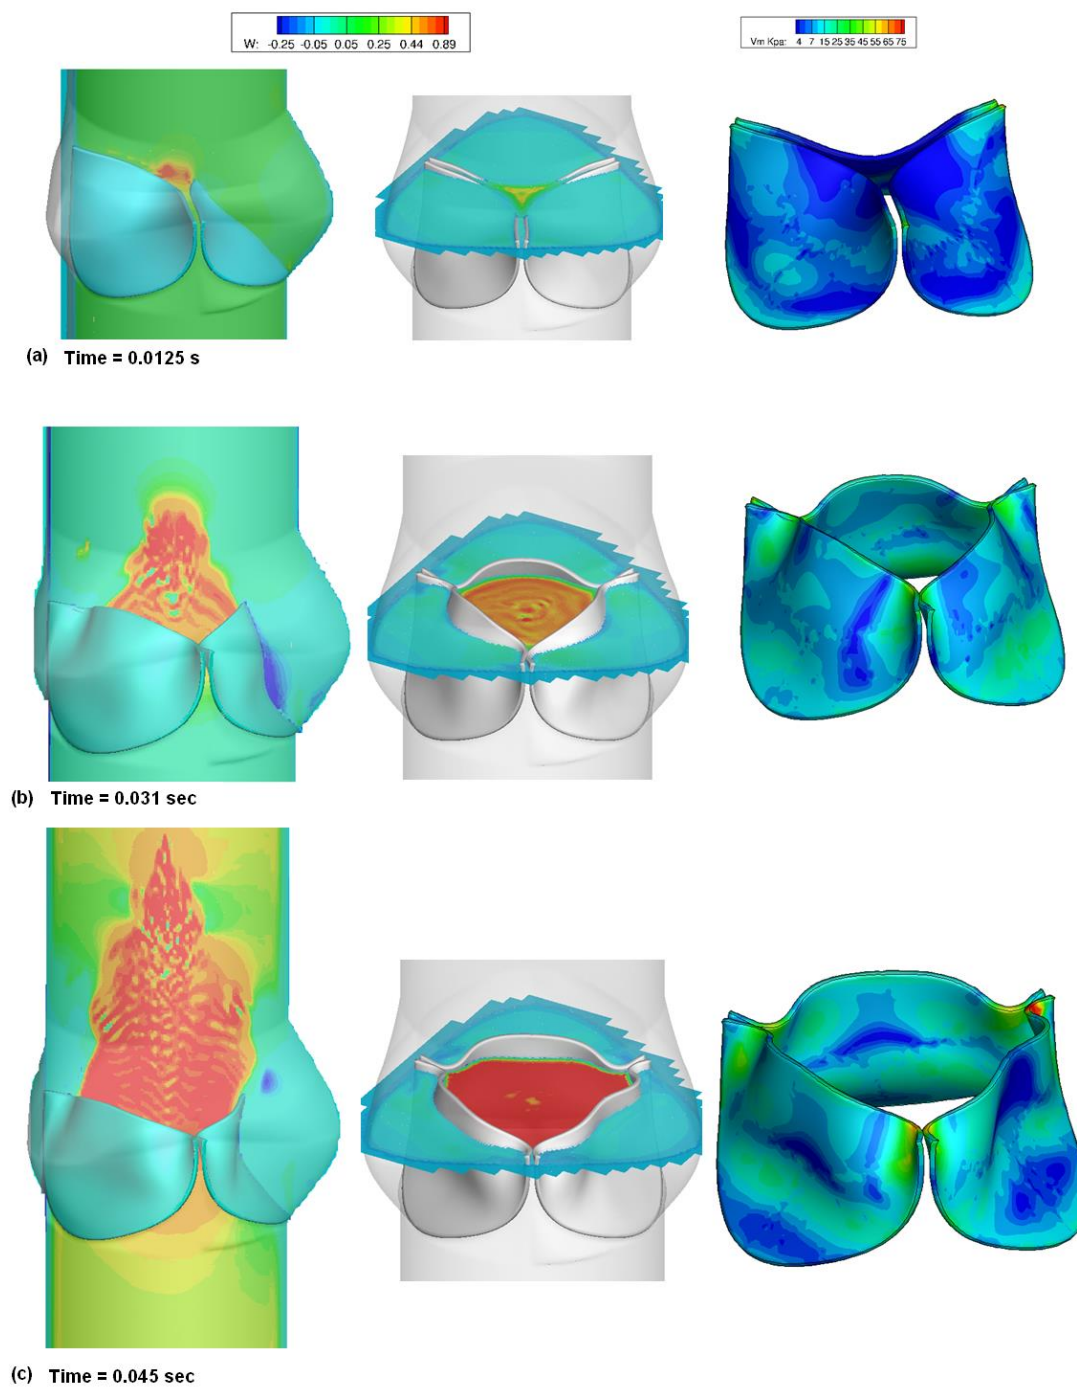 W: -0.25 -0.05 0.05 0.25 0.44 0.89
Vm Kpa: 4 7 15 25 35 45 55 65 75
(a) Time = 0.0125 s
(b) Time = 0.031 sec
(c) Time = 0.045 sec